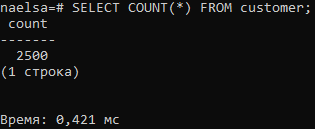 naelsa=# SELECT COUNT(*) FROM customer;
count
-------
2500
(1 строка)
Время: 0,421 мс